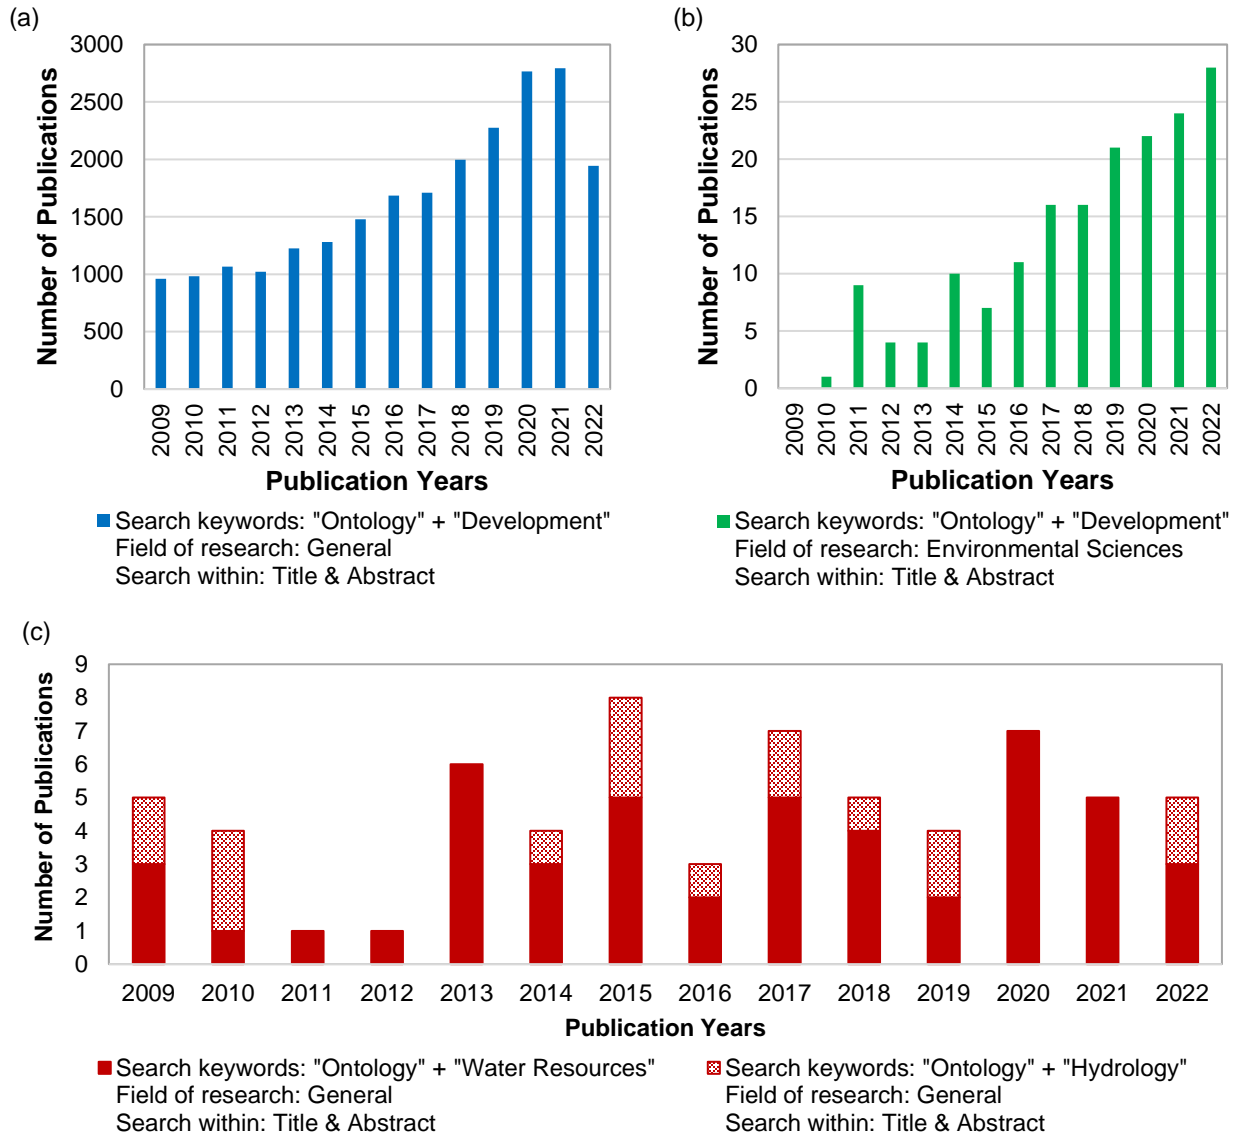 (a)
3000
2500
2000
1500
1000
500
0
Number of Publications
2009
2010
2011
2012
2013
2014
2015
2016
2017
2018
2019
2020
2021
2022
Publication Years
Search keywords: "Ontology" + "Development"
Field of research: General
Search within: Title & Abstract
(b)
30
25
20
15
10
5
0
Number of Publications
2009
2010
2011
2012
2013
2014
2015
2016
2017
2018
2019
2020
2021
2022
Publication Years
Search keywords: "Ontology" + "Development"
Field of research: Environmental Sciences
Search within: Title & Abstract
(c)
9
8
7
6
5
4
3
2
1
0
Number of Publications
2009 2010 2011 2012 2013 2014 2015 2016 2017 2018 2019 2020 2021 2022
Publication Years
Search keywords: "Ontology" + "Water Resources"
Field of research: General
Search within: Title & Abstract
Search keywords: "Ontology" + "Hydrology"
Field of research: General
Search within: Title & Abstract